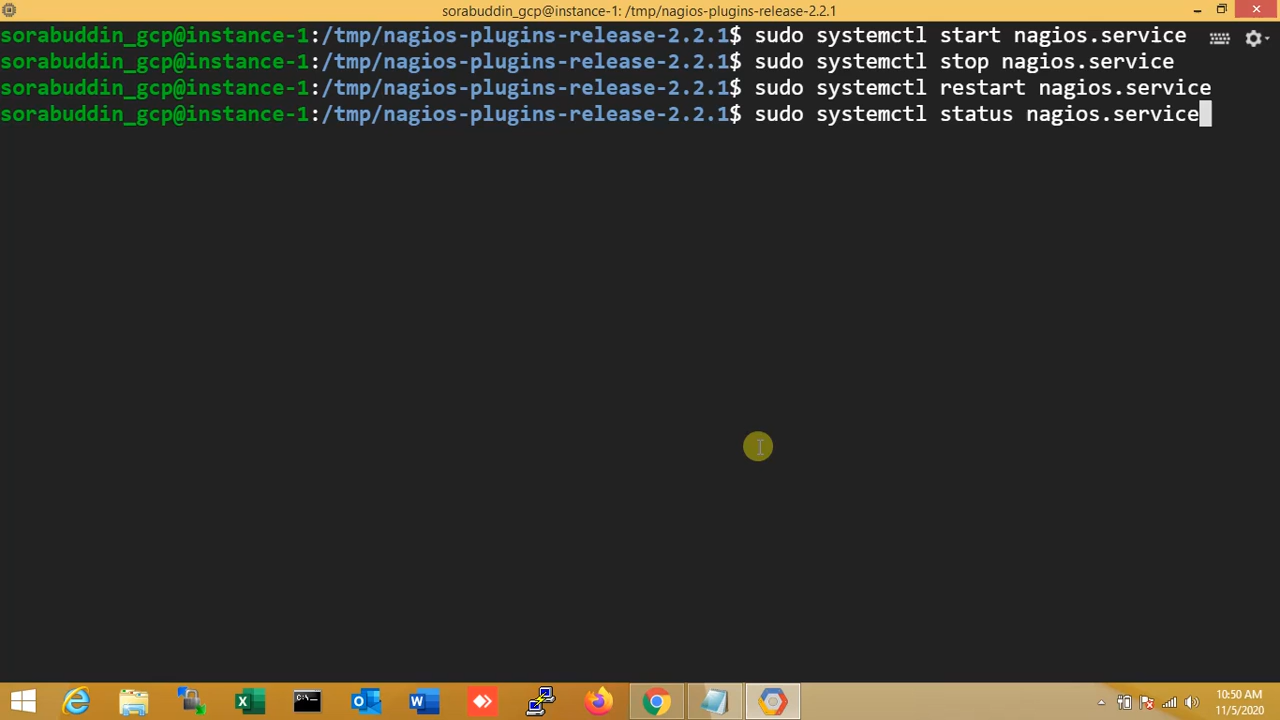 sorabuddin_gcp@instance-1: /tmp/nagios-plugins-release-2.2.1
sorabuddin_gcp@instance-1:/tmp/nagios-plugins-release-2.2.1$ sudo systemctl start nagios.service
sorabuddin_gcp@instance-1:/tmp/nagios-plugins-release-2.2.1$ sudo systemctl stop nagios.service
sorabuddin_gcp@instance-1:/tmp/nagios-plugins-release-2.2.1$ sudo systemctl restart nagios.service
sorabuddin_gcp@instance-1:/tmp/nagios-plugins-release-2.2.1$ sudo systemctl status nagios.service
10:50 AM
11/5/2020